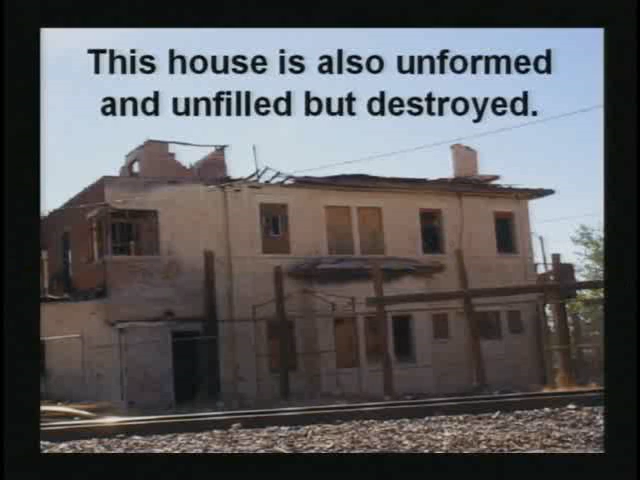 This house is also unformed
and unfilled but destroyed.